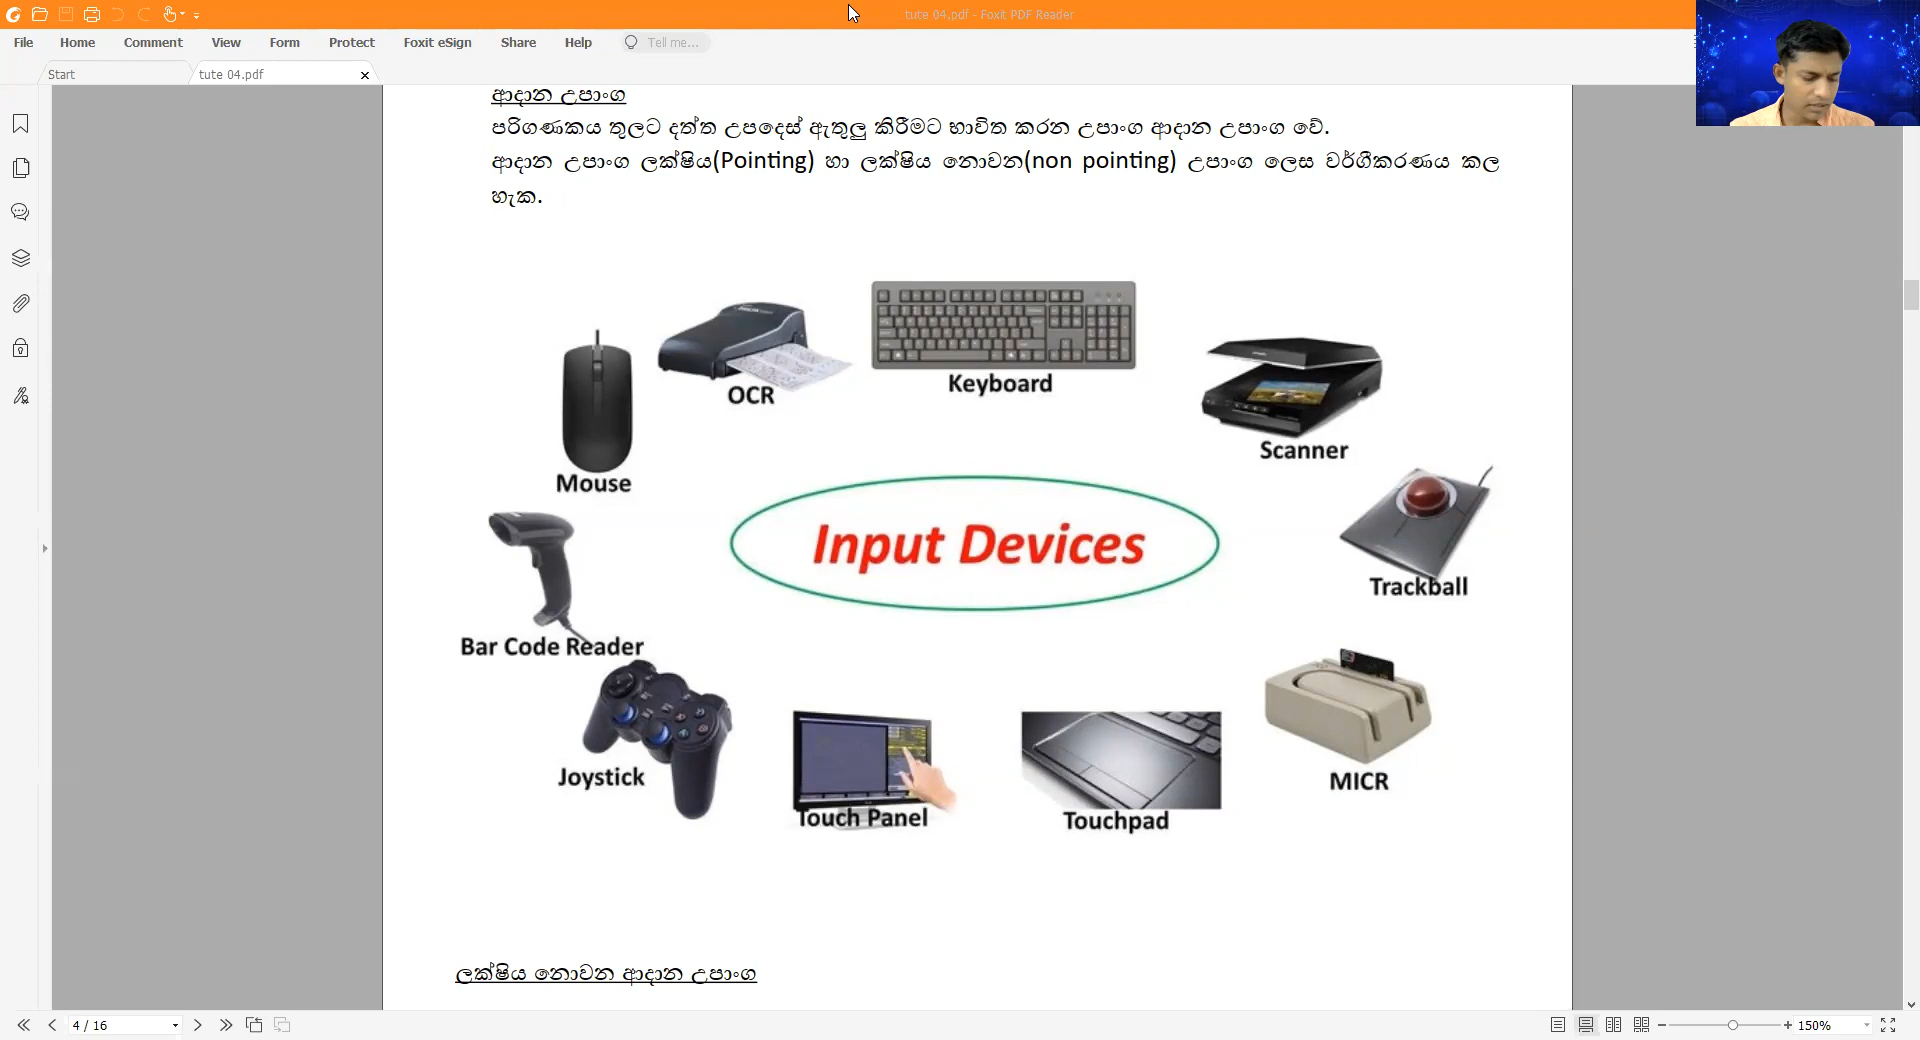 tute 04.pdf - Foxit PDF Reader
File Home Comment View Form Protect Foxit eSign Share Help Tell me...
Start tute 04.pdf
ආදාන උපාංග
පරිගණකය තුලට දත්ත උපදෙස් ඇතුලු කිරීමට භාවිත කරන උපාංග ආදාන උපාංග වේ.
ආදාන උපාංග ලක්ෂිය(Pointing) හා ලක්ෂිය නොවන(non pointing) උපාංග ලෙස වර්ගීකරණය කල
හැක.
OCR
Keyboard
Scanner
Mouse
Input Devices
Trackball
Bar Code Reader
Joystick
Touch Panel
Touchpad
MICR
ලක්ෂිය නොවන ආදාන උපාංග
4 / 16
150%